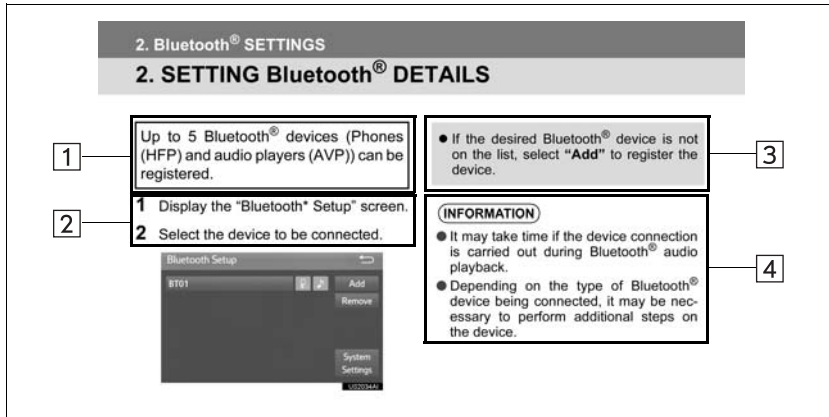 2. Bluetooth® SETTINGS
2. SETTING Bluetooth® DETAILS
1
Up to 5 Bluetooth® devices (Phones
(HFP) and audio players (AVP)) can be
registered.
2
1 Display the “Bluetooth* Setup” screen.
2 Select the device to be connected.
Bluetooth Setup
BT01
Add
Remove
System
Settings
U02034AI
3
● If the desired Bluetooth® device is not
on the list, select “Add” to register the
device.
4
INFORMATION
● It may take time if the device connection
is carried out during Bluetooth® audio
playback.
● Depending on the type of Bluetooth®
device being connected, it may be nec-
essary to perform additional steps on
the device.